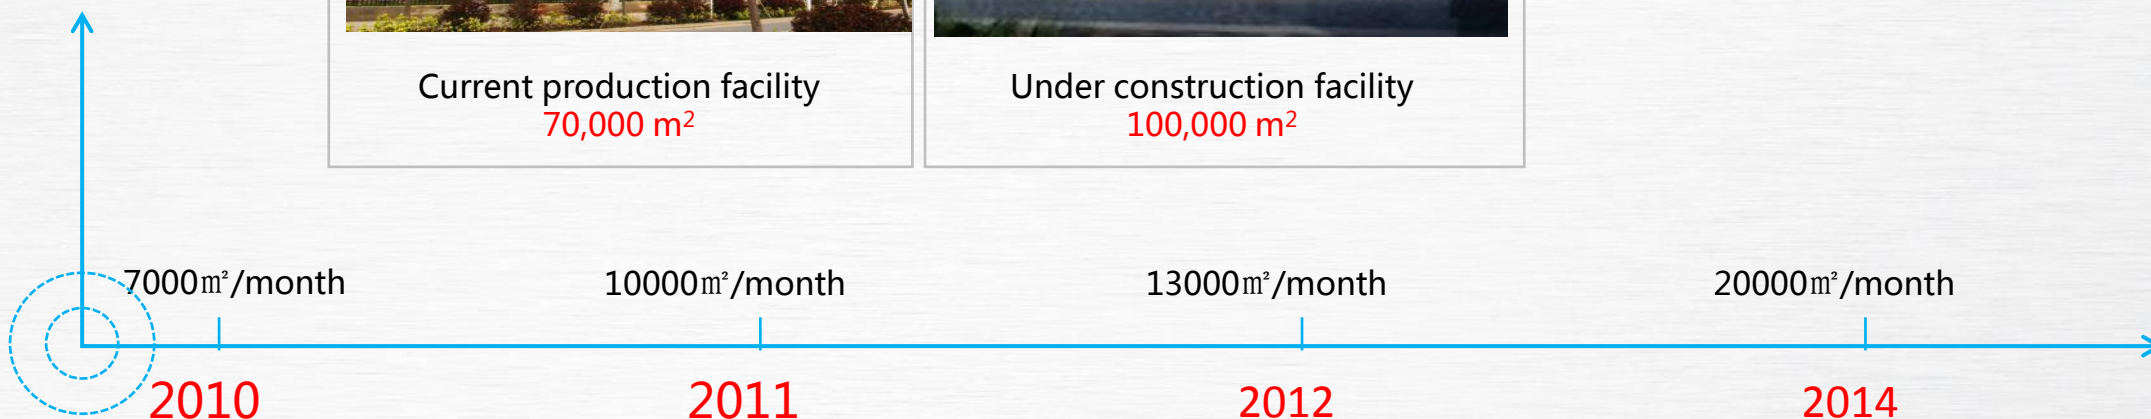 Current production facility
70,000 m²
Under construction facility
100,000 m²
7000㎡/month
10000㎡/month
13000㎡/month
20000㎡/month
2010
2011
2012
2014